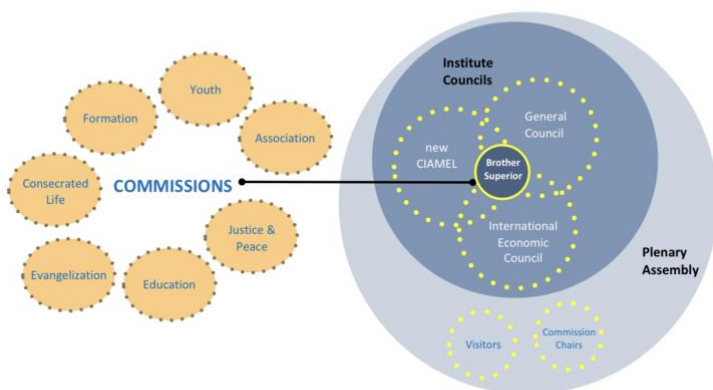 Youth
Formation
Association
Consecrated
Life
COMMISSIONS
Justice &
Peace
Evangelization
Education
Institute
Councils
General
Council
new
CIAMEL
Brother
Superior
International
Economic
Council
Plenary
Assembly
Visitors
Commission
Chairs